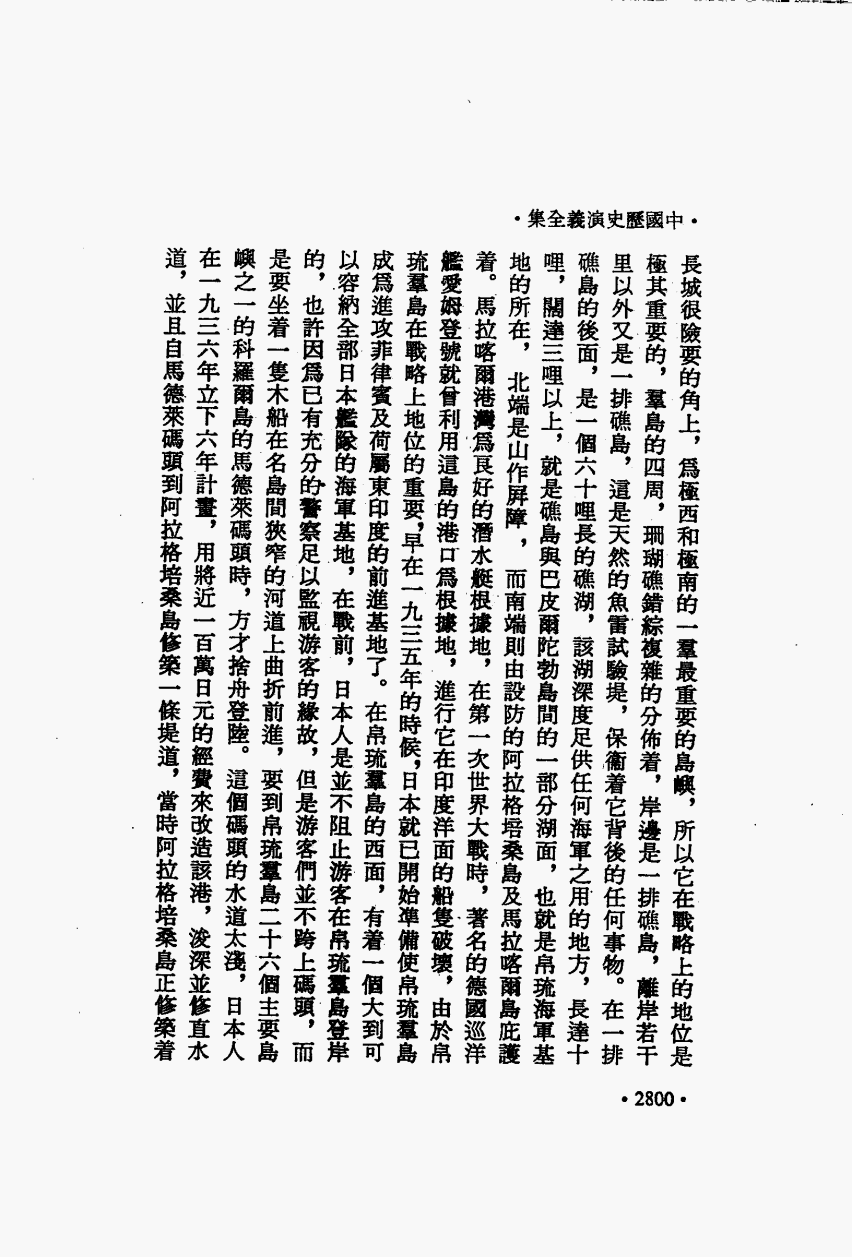 •中國歷史演義全集•
長城很險要的角上，爲極西和極南的一羣最重要的島嶼，所以它在戰略上的地位是
極其重要的，羣島的四周，珊瑚礁錯綜複雜的分佈着，岸邊是一排礁島，離岸若干
里以外又是一排礁島，這是天然的魚雷試驗堤，保衞着它背後的任何事物。在一排
礁島的後面，是一個六十哩長的礁湖，該湖深度足供任何海軍之用的地方，長達十
哩，闊達三哩以上，就是礁島與巴皮爾陀勃島間的一部分湖面，也就是帛琉海軍基
地的所在，北端是山作屏障，而南端則由設防的阿拉格培桑島及馬拉喀爾島庇護
着。馬拉喀爾港灣爲良好的潛水艇根據地，在第一次世界大戰時，著名的德國巡洋
艦愛姆登號就曾利用這島的港口爲根據地，進行它在印度洋面的船隻破壞，由於帛
琉羣島在戰略上地位的重要，早在一九三五年的時候，日本就已開始準備使帛琉羣島
成爲進攻菲律賓及荷屬東印度的前進基地了。在帛琉羣島的西面，有着一個大到可
以容納全部日本艦隊的海軍基地，在戰前，日本人是並不阻止游客在帛琉羣島登岸
的，也許因爲已有充分的警察足以監視游客的緣故，但是游客們並不跨上碼頭，而
是要坐着一隻木船在名島間狹窄的河道上曲折前進，要到帛琉羣島二十六個主要島
嶼之一的科羅爾島的馬德萊碼頭時，方才捨舟登陸。這個碼頭的水道太淺，日本人
在一九三六年立下六年計畫，用將近一百萬日元的經費來改造該港，浚深並修直水
道，並且自馬德萊碼頭到阿拉格培桑島修築一條堤道，當時阿拉格培桑島正修築着
•2800•